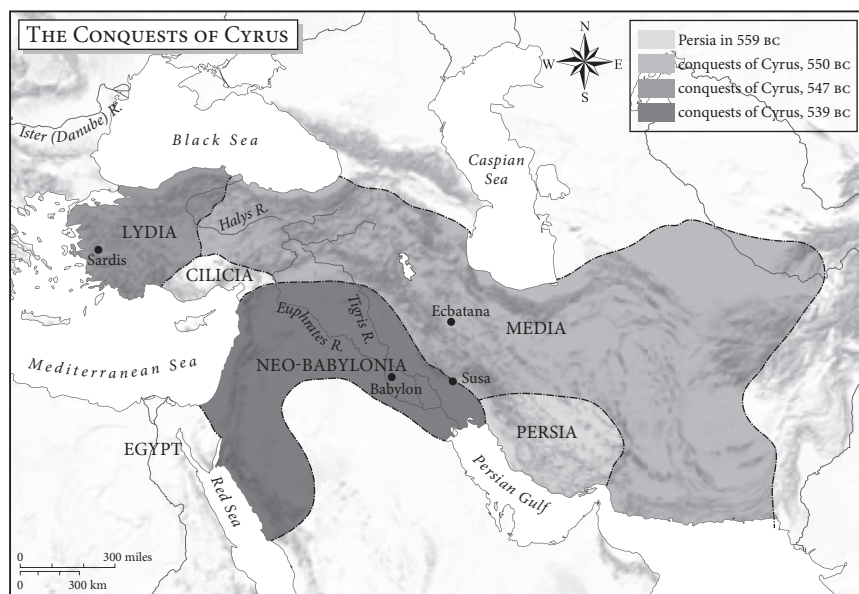 THE CONQUESTS OF CYRUS
N
W E
S
Persia in 559 BC
conquests of Cyrus, 550 BC
conquests of Cyrus, 547 BC
conquests of Cyrus, 539 BC
Ister (Danube) R.
Black Sea
Caspian
Sea
Halys R.
LYDIA
Sardis
CILICIA
Ecbatana
MEDIA
Tigris R.
Euphrates R.
Mediterranean Sea
NEO-BABYLONIA
Babylon
Susa
PERSIA
EGYPT
Persian Gulf
Red Sea
0 300 miles
0 300 km